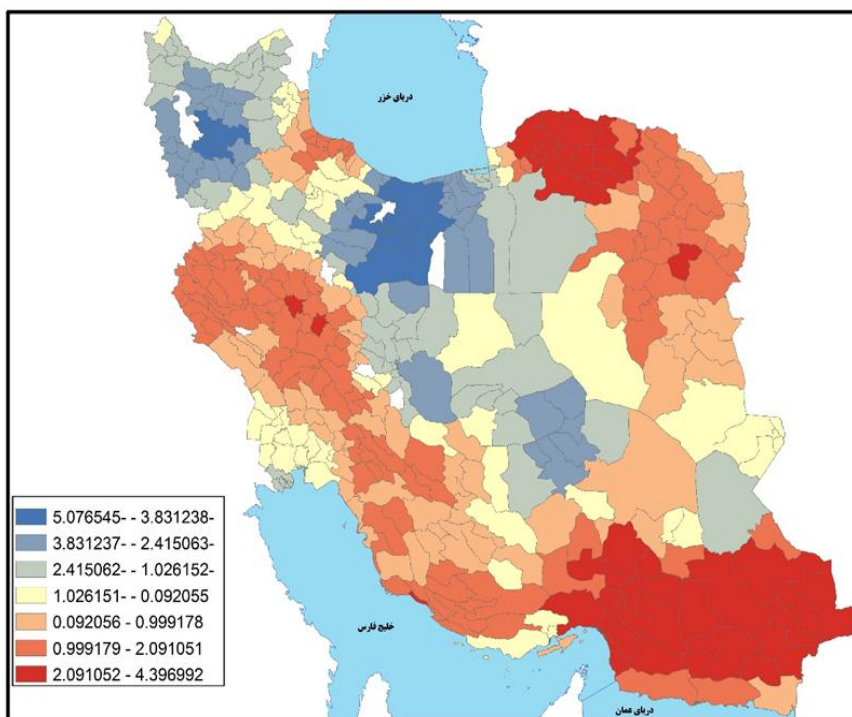 دریای خزر
5.076545- - 3.831238-
3.831237- - 2.415063-
2.415062- - 1.026152-
1.026151- - 0.092055
0.092056 - 0.999178
0.999179 - 2.091051
2.091052 - 4.396992
خلیج فارس
دریای عمان